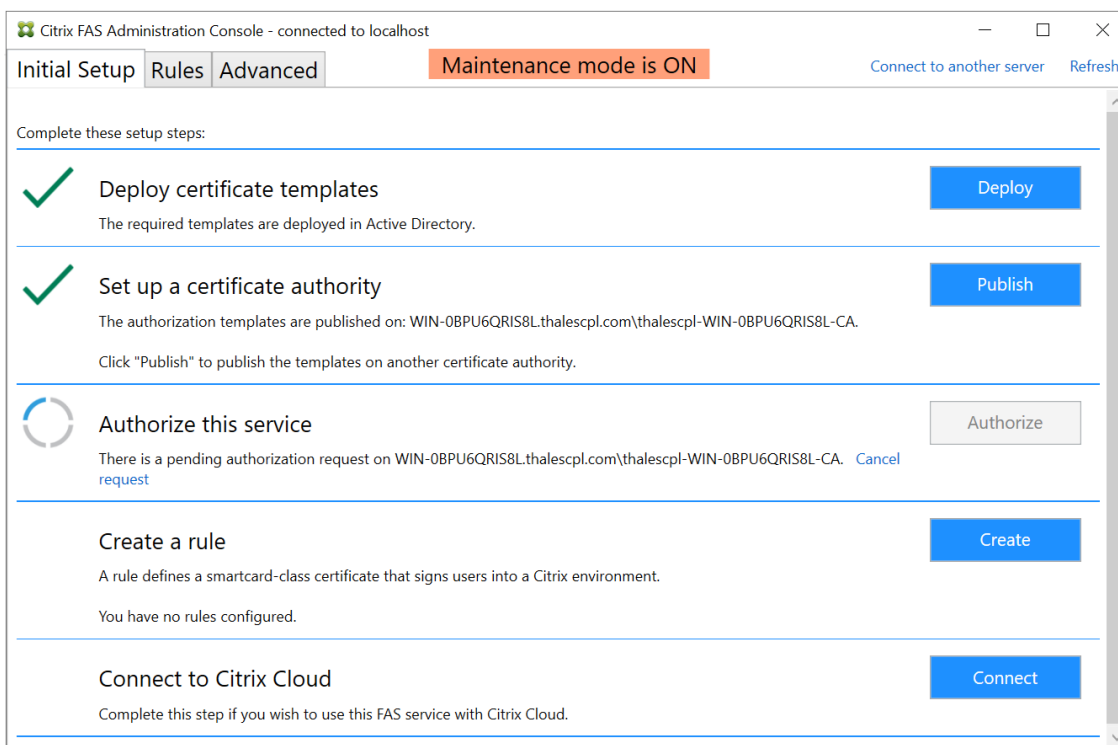 Citrix FAS Administration Console - connected to localhost
Initial Setup Rules Advanced Maintenance mode is ON Connect to another server Refresh
Complete these setup steps:
Deploy certificate templates Deploy
The required templates are deployed in Active Directory.
Set up a certificate authority Publish
The authorization templates are published on: WIN-0BPU6QRIS8L.thalescpl.com\thalescpl-WIN-0BPU6QRIS8L-CA.
Click "Publish" to publish the templates on another certificate authority.
Authorize this service Authorize
There is a pending authorization request on WIN-0BPU6QRIS8L.thalescpl.com\thalescpl-WIN-0BPU6QRIS8L-CA. Cancel
request
Create a rule Create
A rule defines a smartcard-class certificate that signs users into a Citrix environment.
You have no rules configured.
Connect to Citrix Cloud Connect
Complete this step if you wish to use this FAS service with Citrix Cloud.